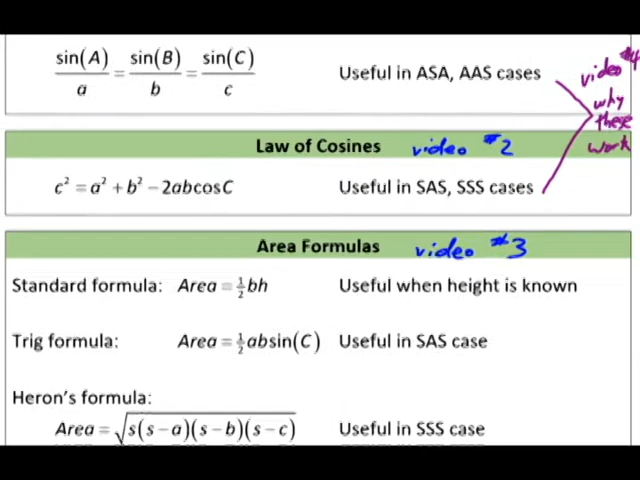 sin(A)/a = sin(B)/b = sin(C)/c Useful in ASA, AAS cases
video #4
why
these
work
Law of Cosines video #2
c² = a² + b² − 2abcosC Useful in SAS, SSS cases
Area Formulas video #3
Standard formula: Area = ½bh Useful when height is known
Trig formula: Area = ½absin(C) Useful in SAS case
Heron's formula:
Area = √s(s−a)(s−b)(s−c) Useful in SSS case